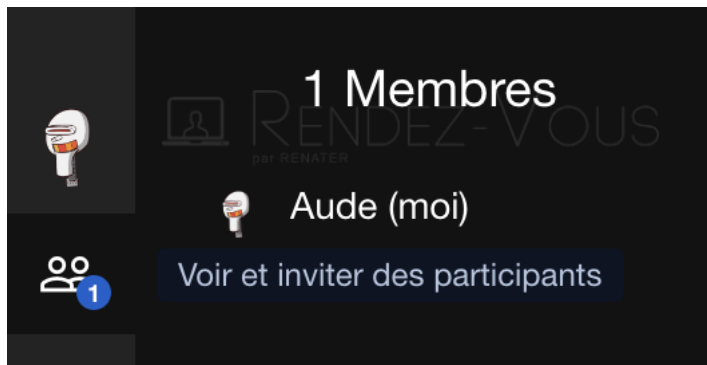 1 Membres
RENDEZ-VOUS
par RENATER
Aude (moi)
Voir et inviter des participants
1